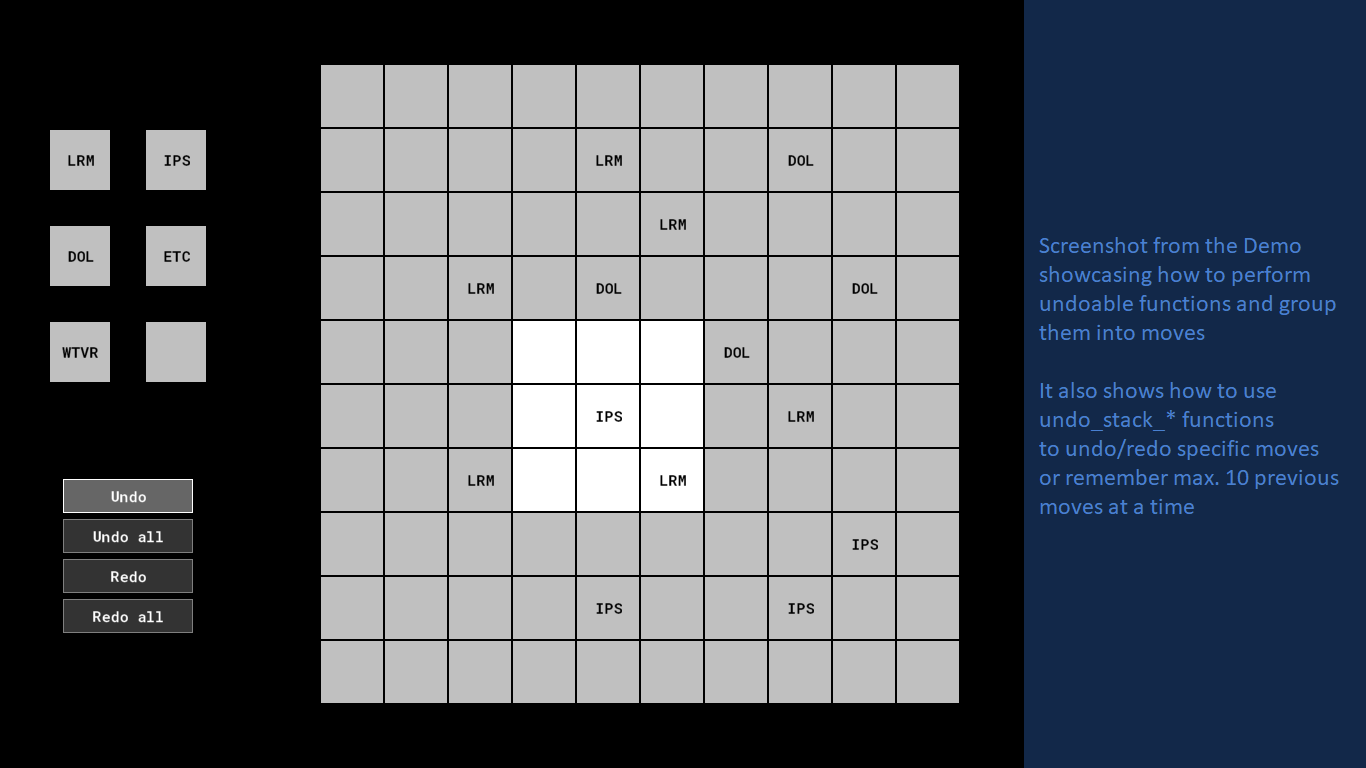 LRM IPS
DOL ETC
WTVR
Undo
Undo all
Redo
Redo all
LRM DOL
LRM
LRM DOL DOL
DOL
IPS LRM
LRM LRM
IPS
IPS IPS
Screenshot from the Demo
showcasing how to perform
undoable functions and group
them into moves
It also shows how to use
undo_stack_* functions
to undo/redo specific moves
or remember max. 10 previous
moves at a time